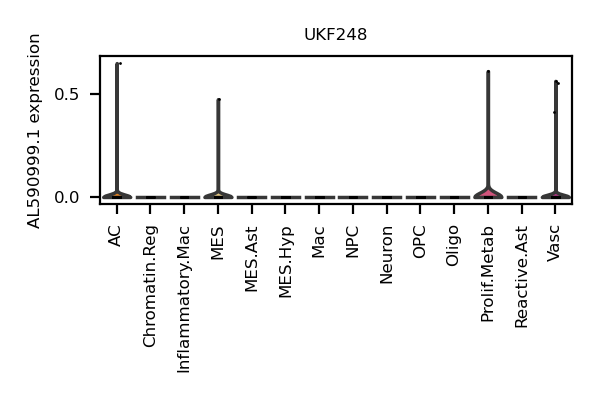 UKF248
AL590999.1 expression
0.5
0.0
AC
Chromatin.Reg
Inflammatory.Mac
MES
MES.Ast
MES.Hyp
Mac
NPC
Neuron
OPC
Oligo
Prolif.Metab
Reactive.Ast
Vasc